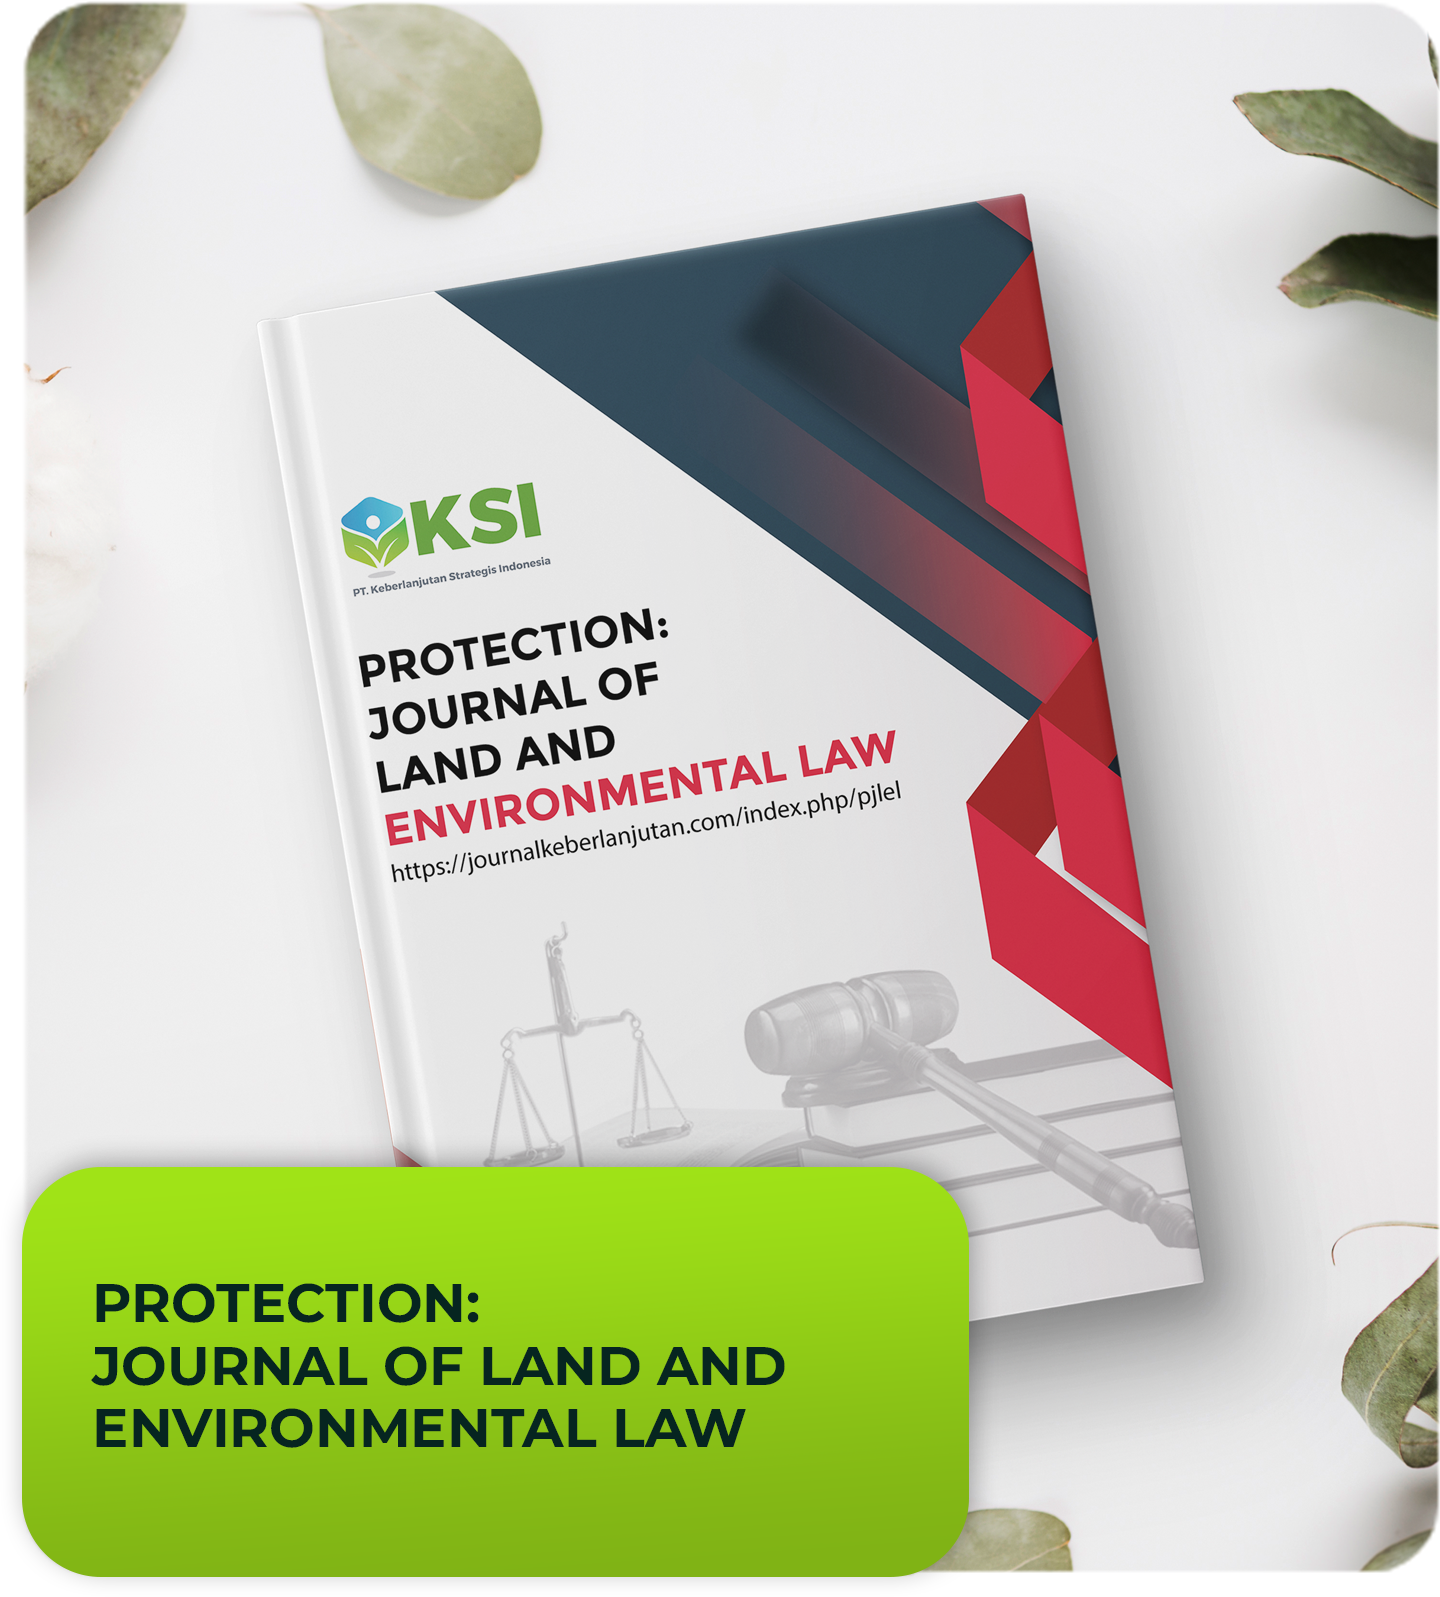 KSI
PT. Keberlanjutan Strategis Indonesia
PROTECTION:
JOURNAL OF
LAND AND
ENVIRONMENTAL LAW
https://journalkeberlanjutan.com/index.php/pjlel
PROTECTION:
JOURNAL OF LAND AND
ENVIRONMENTAL LAW